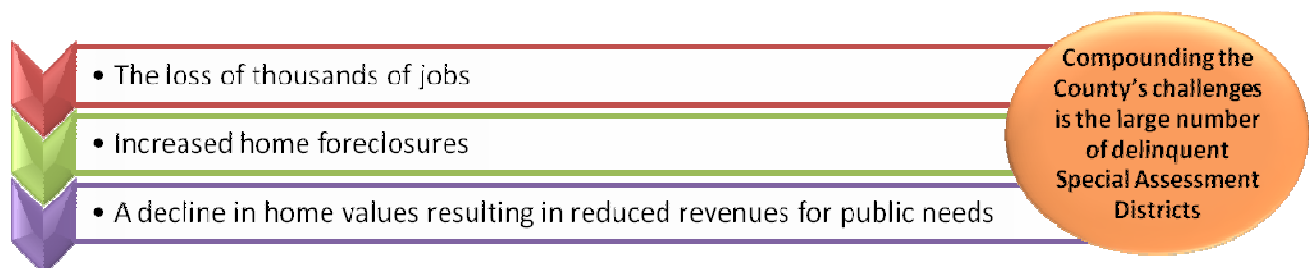 • The loss of thousands of jobs
• Increased home foreclosures
• A decline in home values resulting in reduced revenues for public needs
Compounding the
County's challenges
is the large number
of delinquent
Special Assessment
Districts